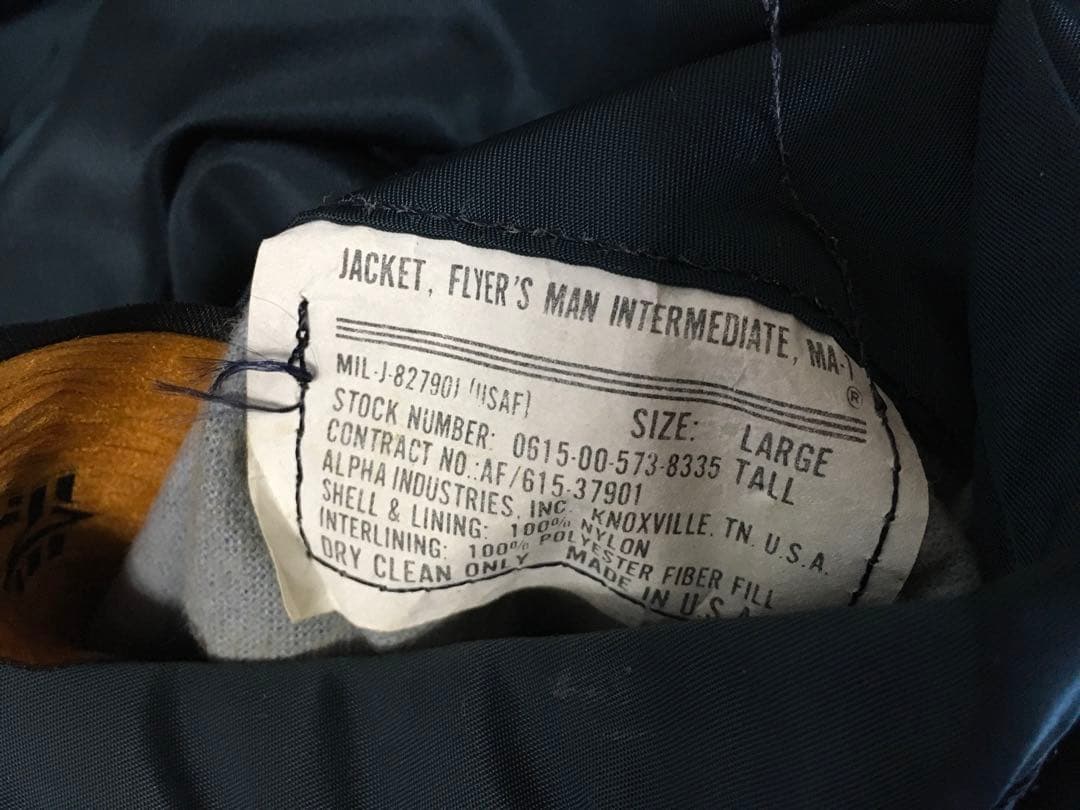 JACKET, FLYER'S MAN INTERMEDIATE, MA-1
®
MIL-J-82790J (USAF)
SIZE: LARGE
TALL
STOCK NUMBER: 0615-00-573-8335
CONTRACT NO.:AF/615-37901
ALPHA INDUSTRIES, INC. KNOXVILLE, TN. U.S.A.
SHELL & LINING: 100% NYLON
INTERLINING: 100% POLYESTER FIBER FILL
DRY CLEAN ONLY MADE IN U.S.A